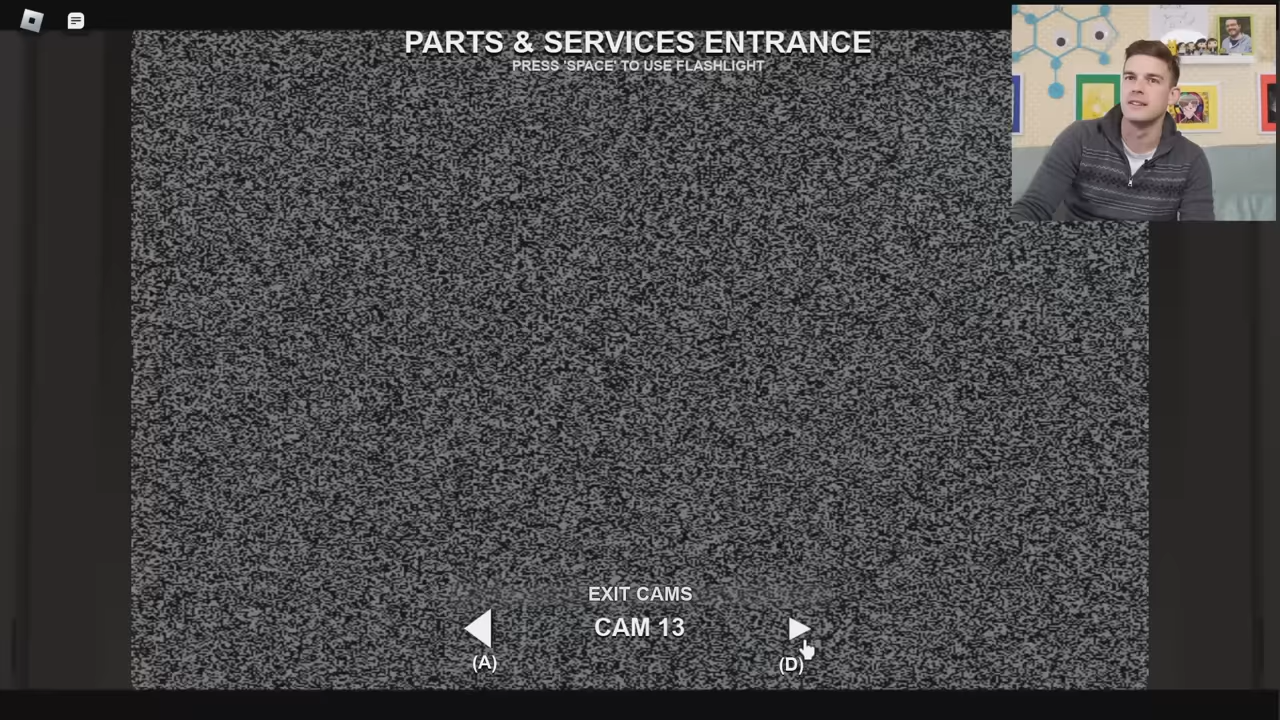 PARTS & SERVICES ENTRANCE
PRESS 'SPACE' TO USE FLASHLIGHT
EXIT CAMS
CAM 13
(A)
(D)